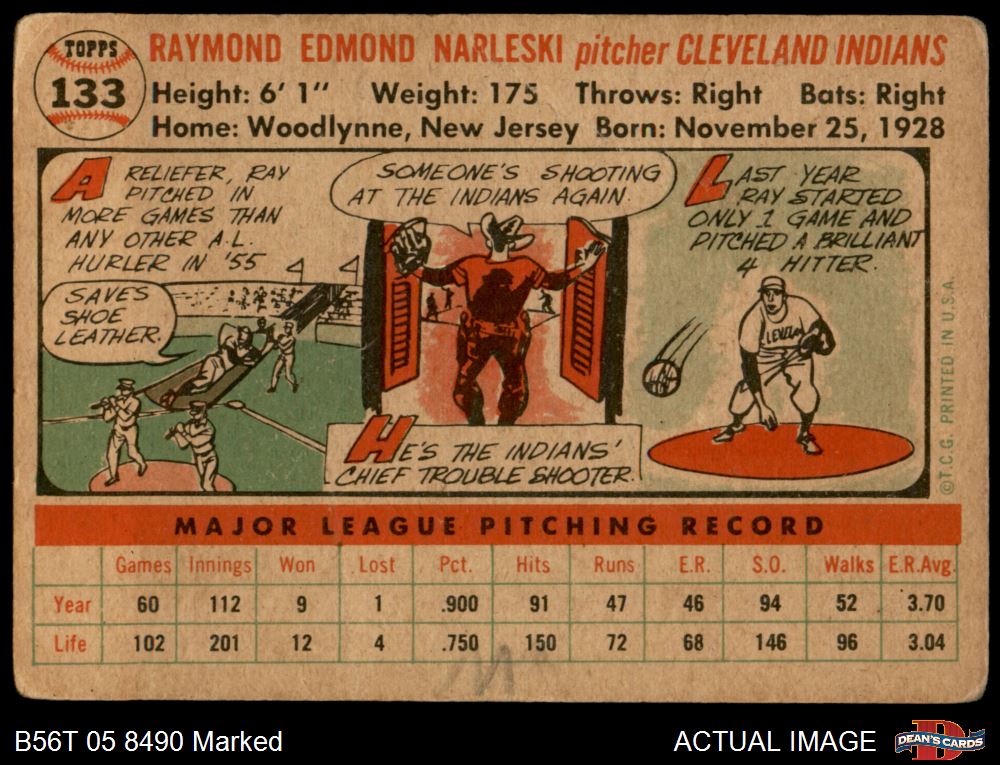 TOPPS
133
RAYMOND EDMOND NARLESKI pitcher CLEVELAND INDIANS
Height: 6' 1" Weight: 175 Throws: Right Bats: Right
Home: Woodlynne, New Jersey Born: November 25, 1928
A RELIEFER, RAY
PITCHED IN
MORE GAMES THAN
ANY OTHER A.L.
HURLER IN '55
SAVES
SHOE
LEATHER.
SOMEONE'S SHOOTING
AT THE INDIANS AGAIN.
HE'S THE INDIANS'
CHIEF TROUBLE SHOOTER.
LAST YEAR
RAY STARTED
ONLY 1 GAME AND
PITCHED A BRILLIANT
4 HITTER.
©T.C.G. PRINTED IN U.S.A.
MAJOR LEAGUE PITCHING RECORD
Games Innings Won Lost Pct. Hits Runs E.R. S.O. Walks E.R.Avg.
Year 60 112 9 1 .900 91 47 46 94 52 3.70
Life 102 201 12 4 .750 150 72 68 146 96 3.04
B56T 05 8490 Marked
ACTUAL IMAGE
DEAN'S CARDS